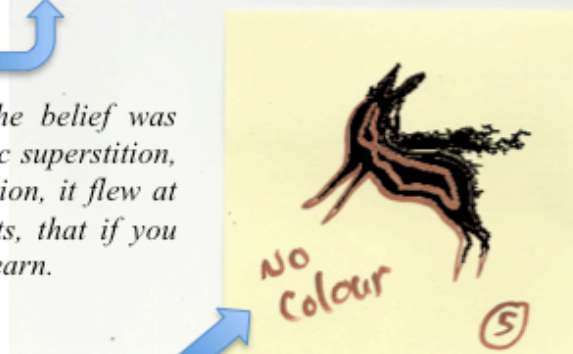 he belief was
c superstition,
ion, it flew at
ts, that if you
earn.
No
Colour
5